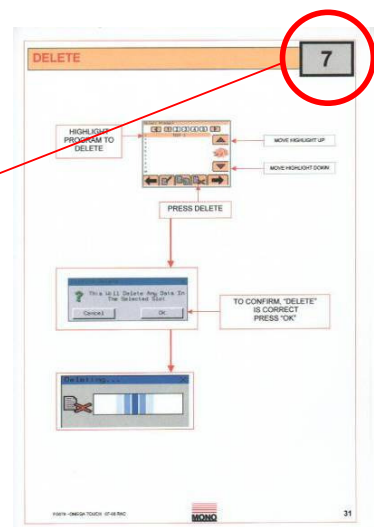 DELETE
7
HIGHLIGHT
PROGRAM TO
DELETE
MOVE HIGHLIGHT UP
MOVE HIGHLIGHT DOWN
PRESS DELETE
This Will Delete Any Data In
The Selected Slot
Cancel
OK
TO CONFIRM, "DELETE"
IS CORRECT
PRESS "OK"
Deleting...
MONO
31